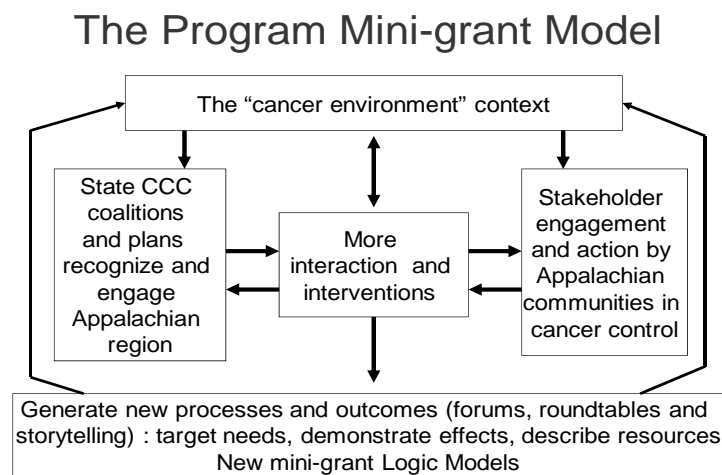 The Program Mini-grant Model
The “cancer environment” context
State CCC
coalitions
and plans
recognize and
engage
Appalachian
region
More
interaction and
interventions
Stakeholder
engagement
and action by
Appalachian
communities in
cancer control
Generate new processes and outcomes (forums, roundtables and
storytelling) : target needs, demonstrate effects, describe resources
New mini-grant Logic Models